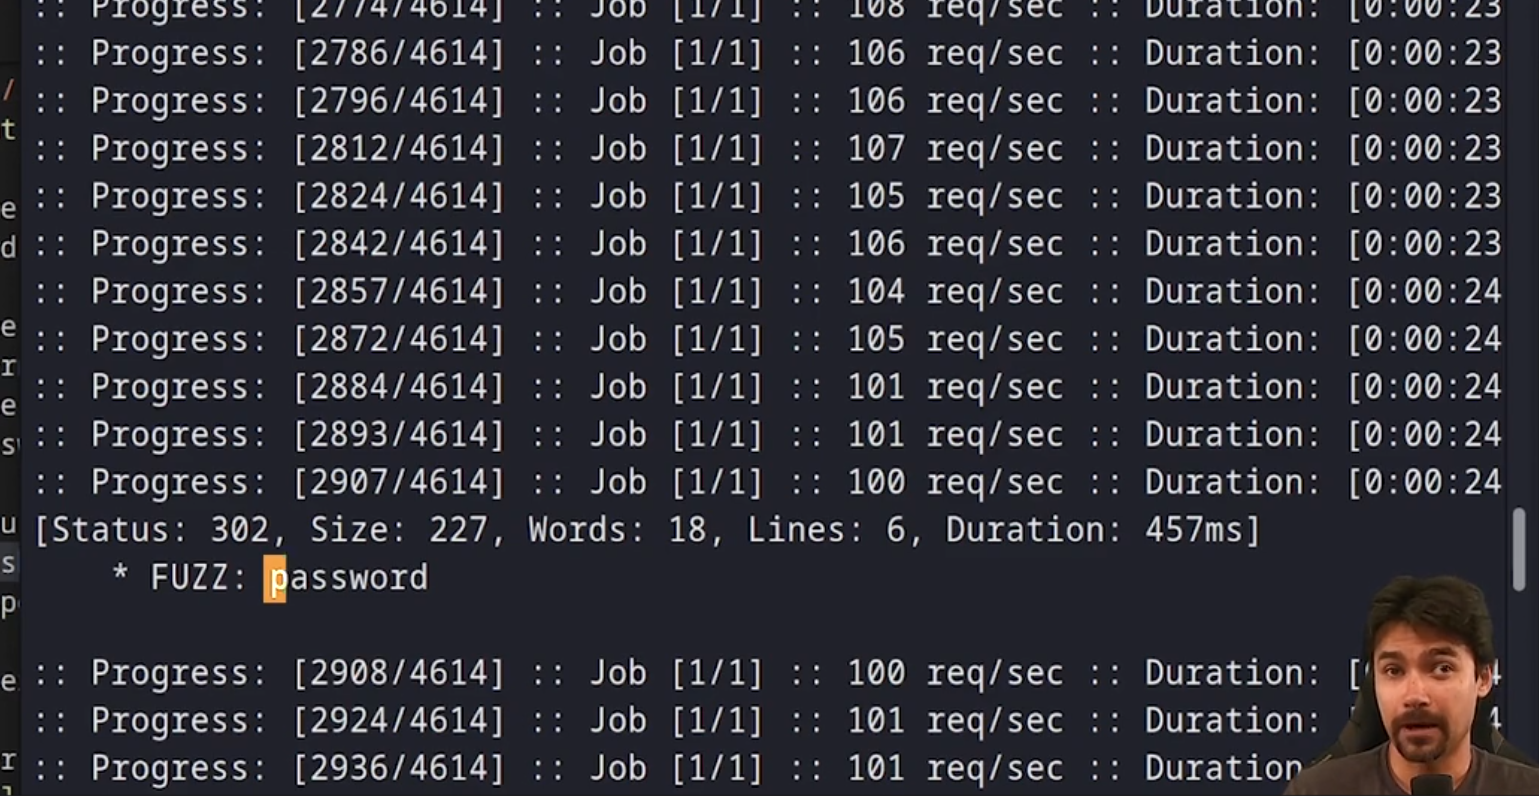 :: Progress: [2774/4614] :: Job [1/1] :: 108 req/sec :: Duration: [0:00:23
:: Progress: [2786/4614] :: Job [1/1] :: 106 req/sec :: Duration: [0:00:23
/
:: Progress: [2796/4614] :: Job [1/1] :: 106 req/sec :: Duration: [0:00:23
t
:: Progress: [2812/4614] :: Job [1/1] :: 107 req/sec :: Duration: [0:00:23
e :: Progress: [2824/4614] :: Job [1/1] :: 105 req/sec :: Duration: [0:00:23
d :: Progress: [2842/4614] :: Job [1/1] :: 106 req/sec :: Duration: [0:00:23
:: Progress: [2857/4614] :: Job [1/1] :: 104 req/sec :: Duration: [0:00:24
e :: Progress: [2872/4614] :: Job [1/1] :: 105 req/sec :: Duration: [0:00:24
r
:: Progress: [2884/4614] :: Job [1/1] :: 101 req/sec :: Duration: [0:00:24
e
:: Progress: [2893/4614] :: Job [1/1] :: 101 req/sec :: Duration: [0:00:24
:: Progress: [2907/4614] :: Job [1/1] :: 100 req/sec :: Duration: [0:00:24
u [Status: 302, Size: 227, Words: 18, Lines: 6, Duration: 457ms]
s * FUZZ: password
p
e :: Progress: [2908/4614] :: Job [1/1] :: 100 req/sec :: Duration: [
:: Progress: [2924/4614] :: Job [1/1] :: 101 req/sec :: Duration:
r :: Progress: [2936/4614] :: Job [1/1] :: 101 req/sec :: Duration